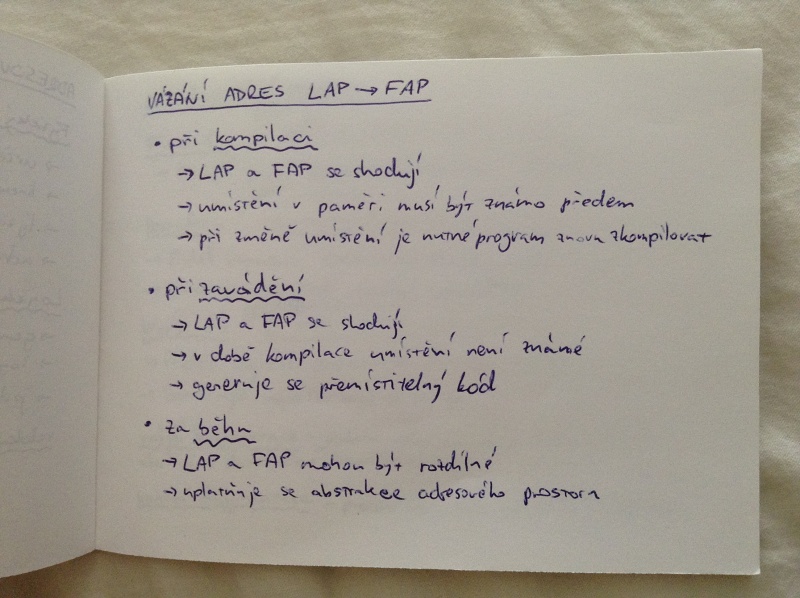 VÁZÁNÍ ADRES LAP → FAP
• při kompilaci
→ LAP a FAP se shodují
→ umístění v paměti musí být známo předem
→ při změně umístění je nutné program znovu zkompilovat
• při zavádění
→ LAP a FAP se shodují
→ v době kompilace umístění není známé
→ generuje se přemístitelný kód
• za běhu
→ LAP a FAP mohou být rozdílné
→ uplatňuje se abstrakce adresového prostoru